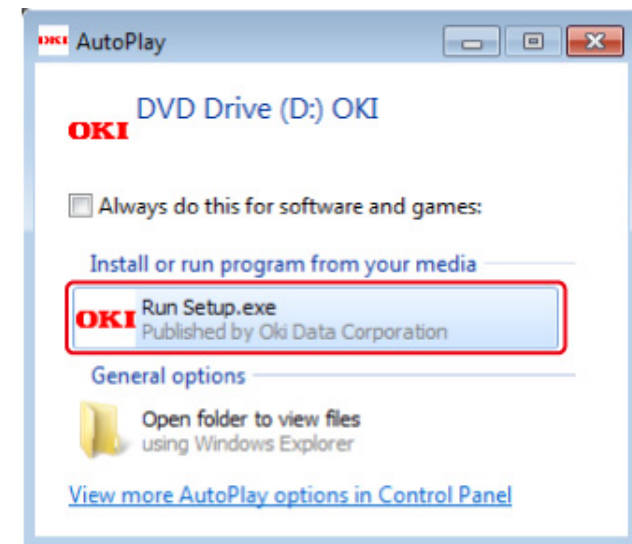 OKI AutoPlay
DVD Drive (D:) OKI
OKI
Always do this for software and games:
Install or run program from your media
OKI Run Setup.exe
Published by Oki Data Corporation
General options
Open folder to view files
using Windows Explorer
View more AutoPlay options in Control Panel